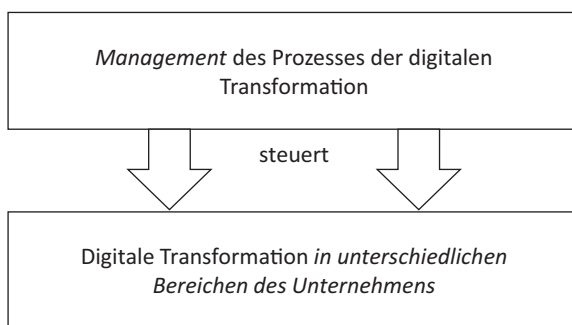 Management des Prozesses der digitalen
Transformation
steuert
Digitale Transformation in unterschiedlichen
Bereichen des Unternehmens